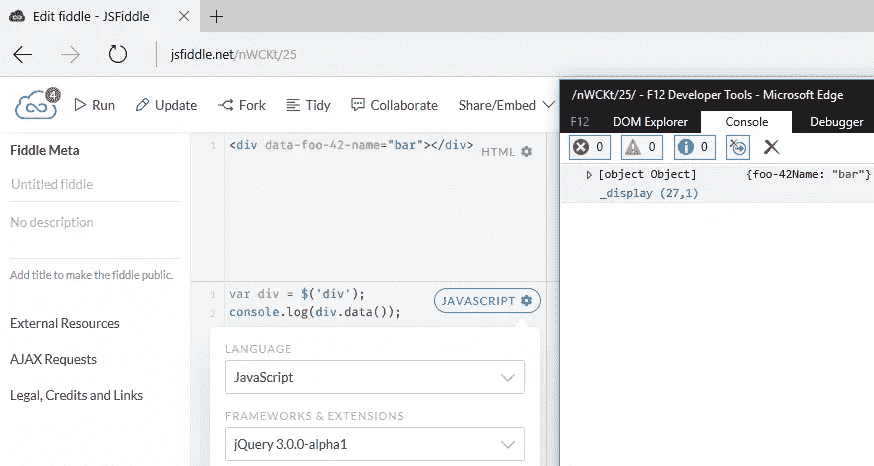 Edit fiddle - JSFiddle
jsfiddle.net/nWCKt/25
4
Run Update Fork Tidy Collaborate Share/Embed
Fiddle Meta
Untitled fiddle
No description
Add title to make the fiddle public.
External Resources
AJAX Requests
Legal, Credits and Links
1 <div data-foo-42-name="bar"></div>
HTML
1 var div = $('div');
2 console.log(div.data());
JAVASCRIPT
LANGUAGE
JavaScript
FRAMEWORKS & EXTENSIONS
jQuery 3.0.0-alpha1
/nWCKt/25/ - F12 Developer Tools - Microsoft Edge
F12 DOM Explorer Console Debugger
0 0 0
[object Object] {foo-42Name: "bar"}
_display (27,1)